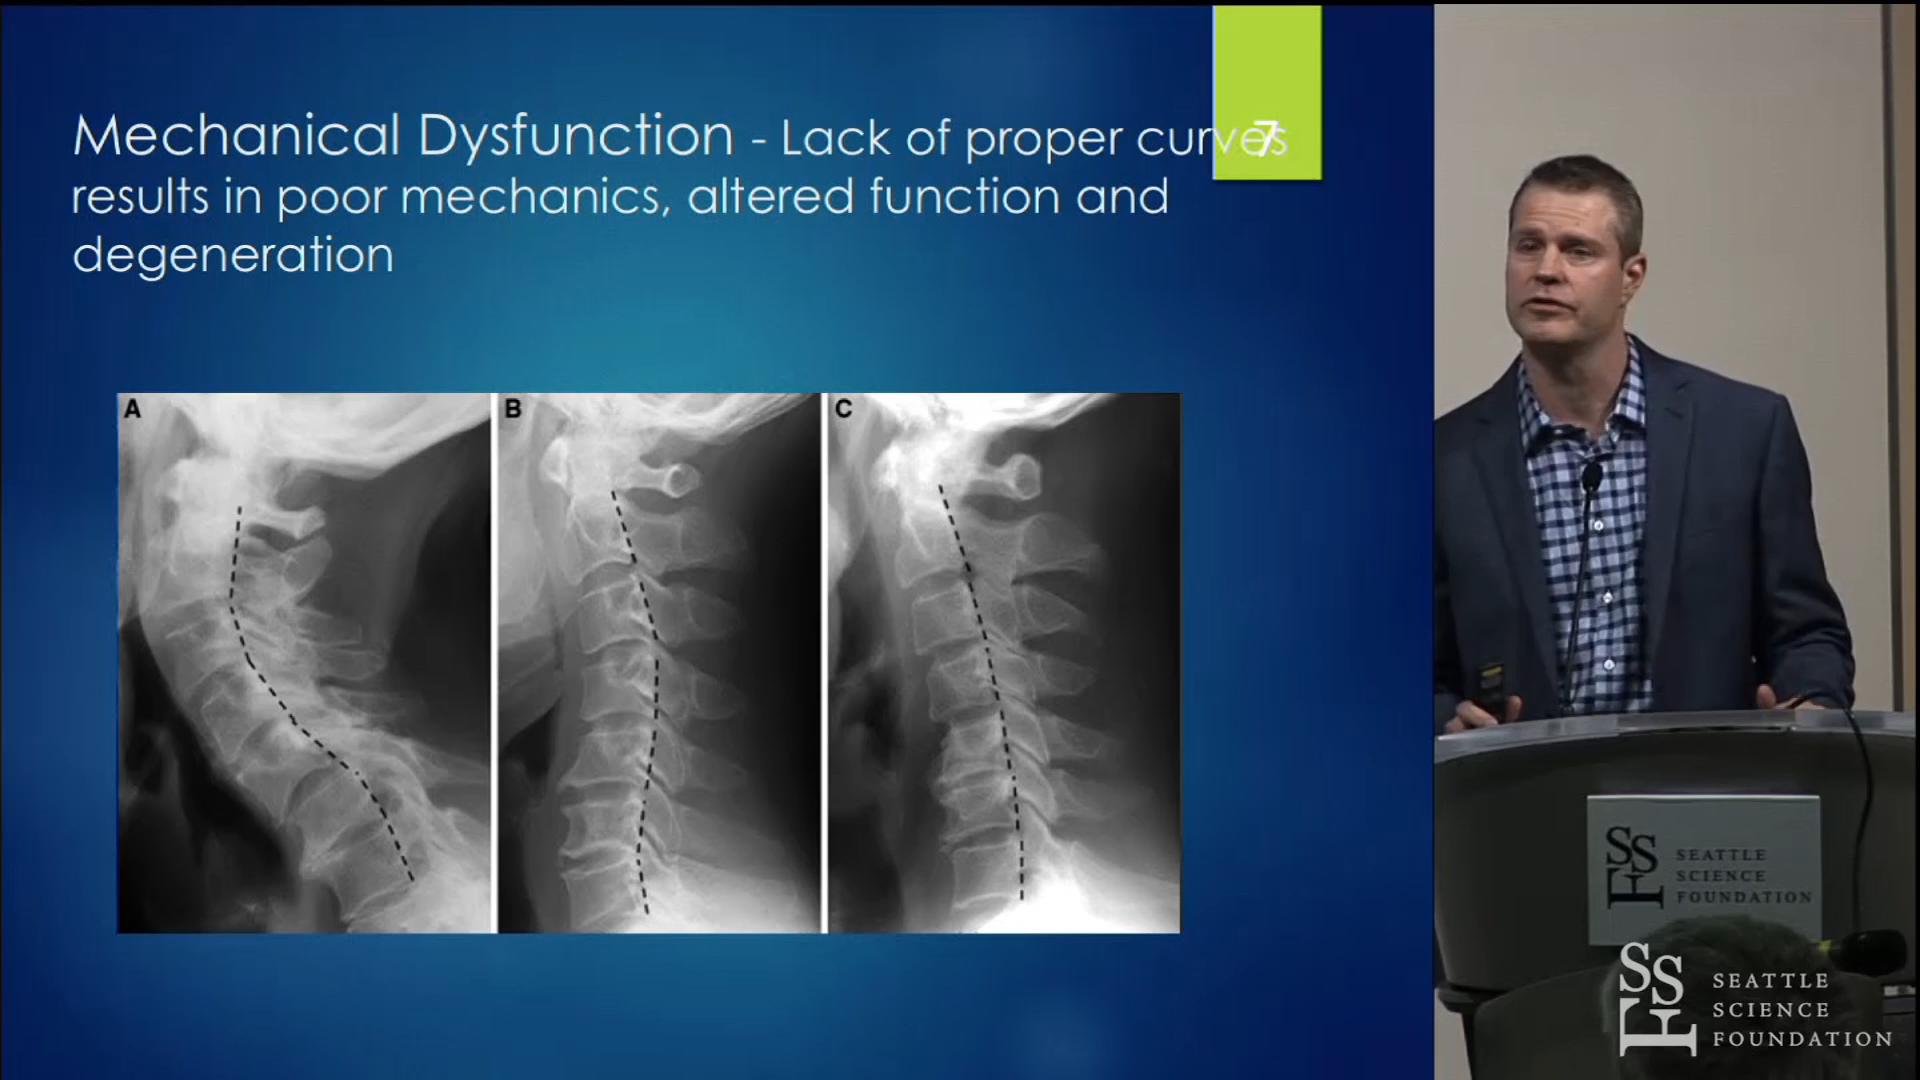 Mechanical Dysfunction - Lack of proper curves
results in poor mechanics, altered function and
degeneration
7
A
B
C
SSF
SEATTLE
SCIENCE
FOUNDATION
SSF
SEATTLE
SCIENCE
FOUNDATION